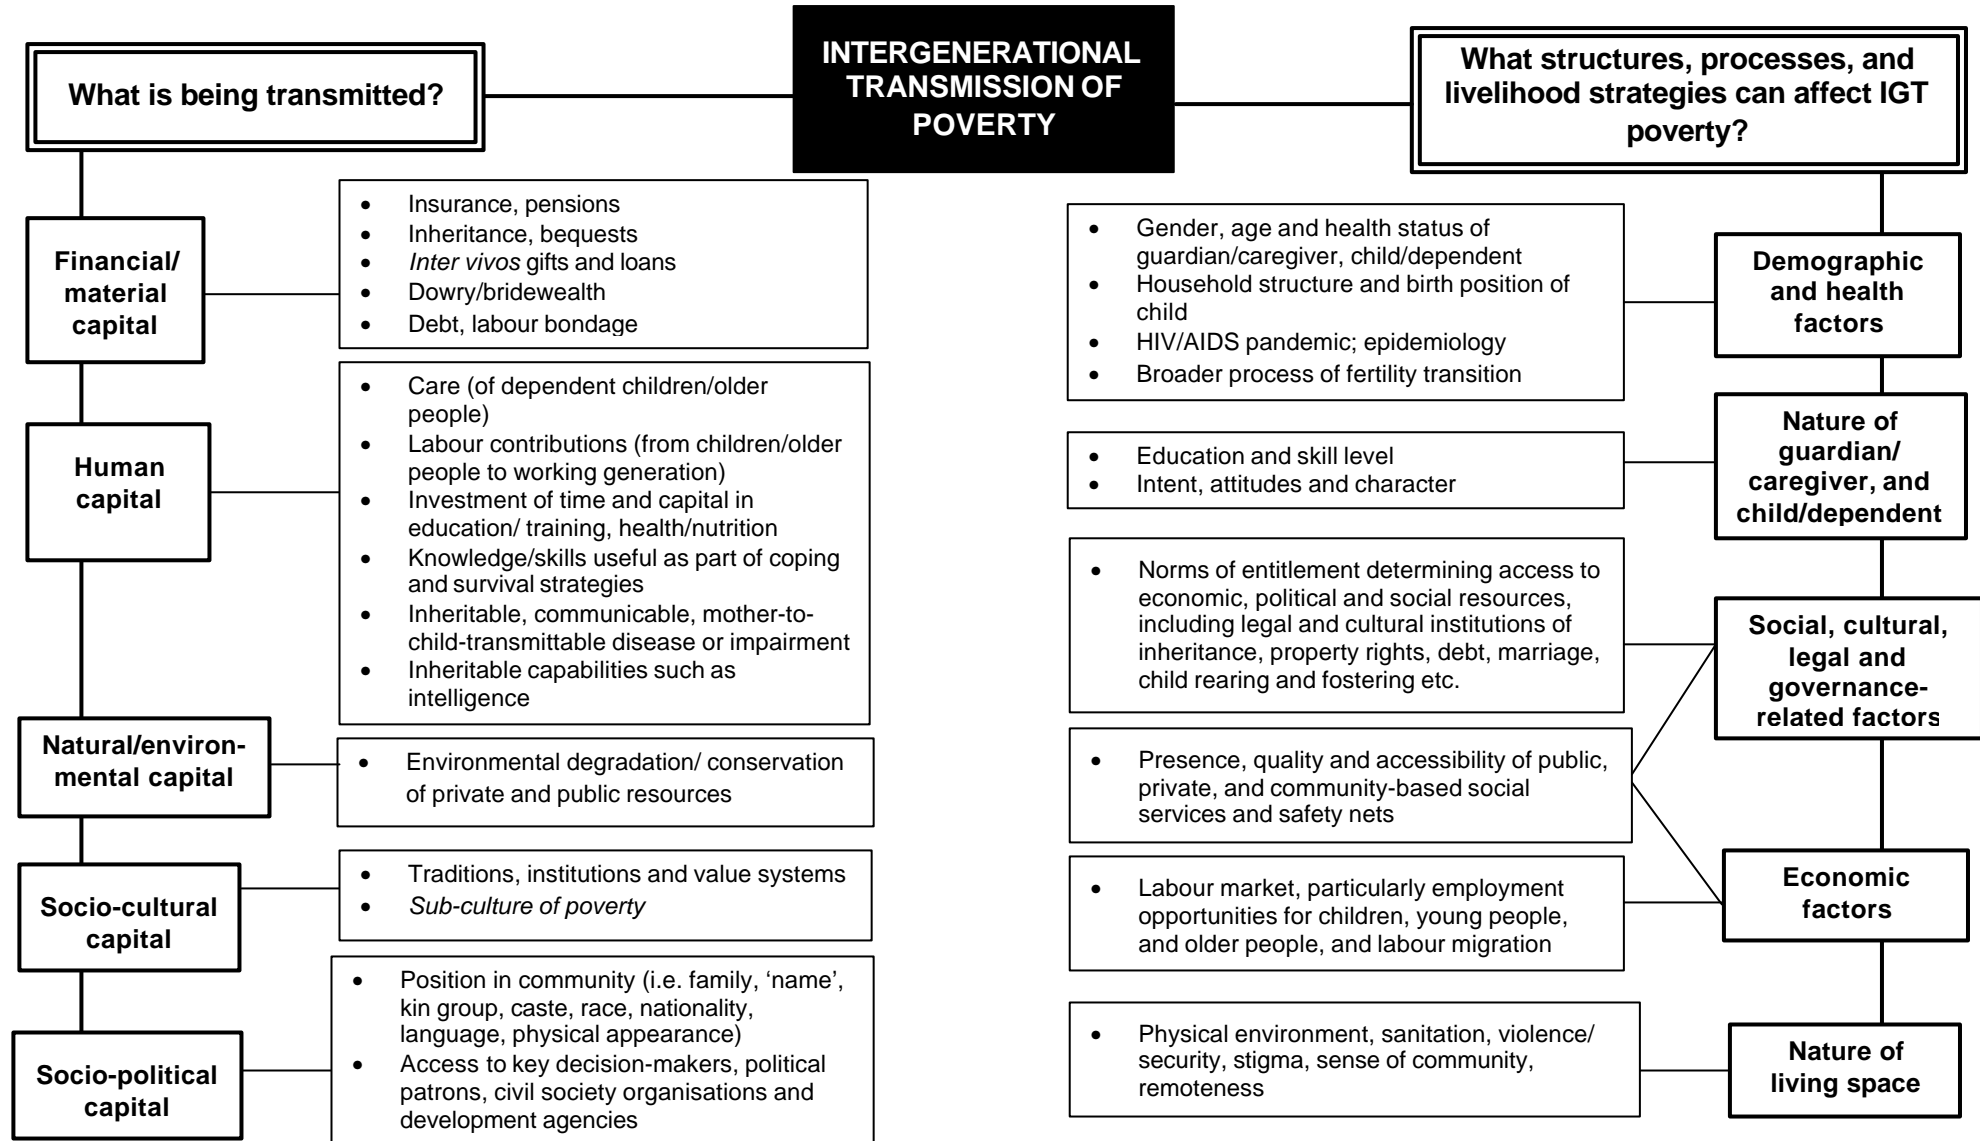 INTERGENERATIONAL
TRANSMISSION OF
POVERTY
What is being transmitted?
Financial/
material
capital
• Insurance, pensions
• Inheritance, bequests
• Inter vivos gifts and loans
• Dowry/bridewealth
• Debt, labour bondage
Human
capital
• Care (of dependent children/older
people)
• Labour contributions (from children/older
people to working generation)
• Investment of time and capital in
education/ training, health/nutrition
• Knowledge/skills useful as part of coping
and survival strategies
• Inheritable, communicable, mother-to-
child-transmittable disease or impairment
• Inheritable capabilities such as
intelligence
Natural/environ-
mental capital
• Environmental degradation/ conservation
of private and public resources
Socio-cultural
capital
• Traditions, institutions and value systems
• Sub-culture of poverty
Socio-political
capital
• Position in community (i.e. family, ‘name’,
kin group, caste, race, nationality,
language, physical appearance)
• Access to key decision-makers, political
patrons, civil society organisations and
development agencies
What structures, processes, and
livelihood strategies can affect IGT
poverty?
• Gender, age and health status of
guardian/caregiver, child/dependent
• Household structure and birth position of
child
• HIV/AIDS pandemic; epidemiology
• Broader process of fertility transition
Demographic
and health
factors
• Education and skill level
• Intent, attitudes and character
Nature of
guardian/
caregiver, and
child/dependent
• Norms of entitlement determining access to
economic, political and social resources,
including legal and cultural institutions of
inheritance, property rights, debt, marriage,
child rearing and fostering etc.
Social, cultural,
legal and
governance-
related factors
• Presence, quality and accessibility of public,
private, and community-based social
services and safety nets
• Labour market, particularly employment
opportunities for children, young people,
and older people, and labour migration
Economic
factors
• Physical environment, sanitation, violence/
security, stigma, sense of community,
remoteness
Nature of
living space